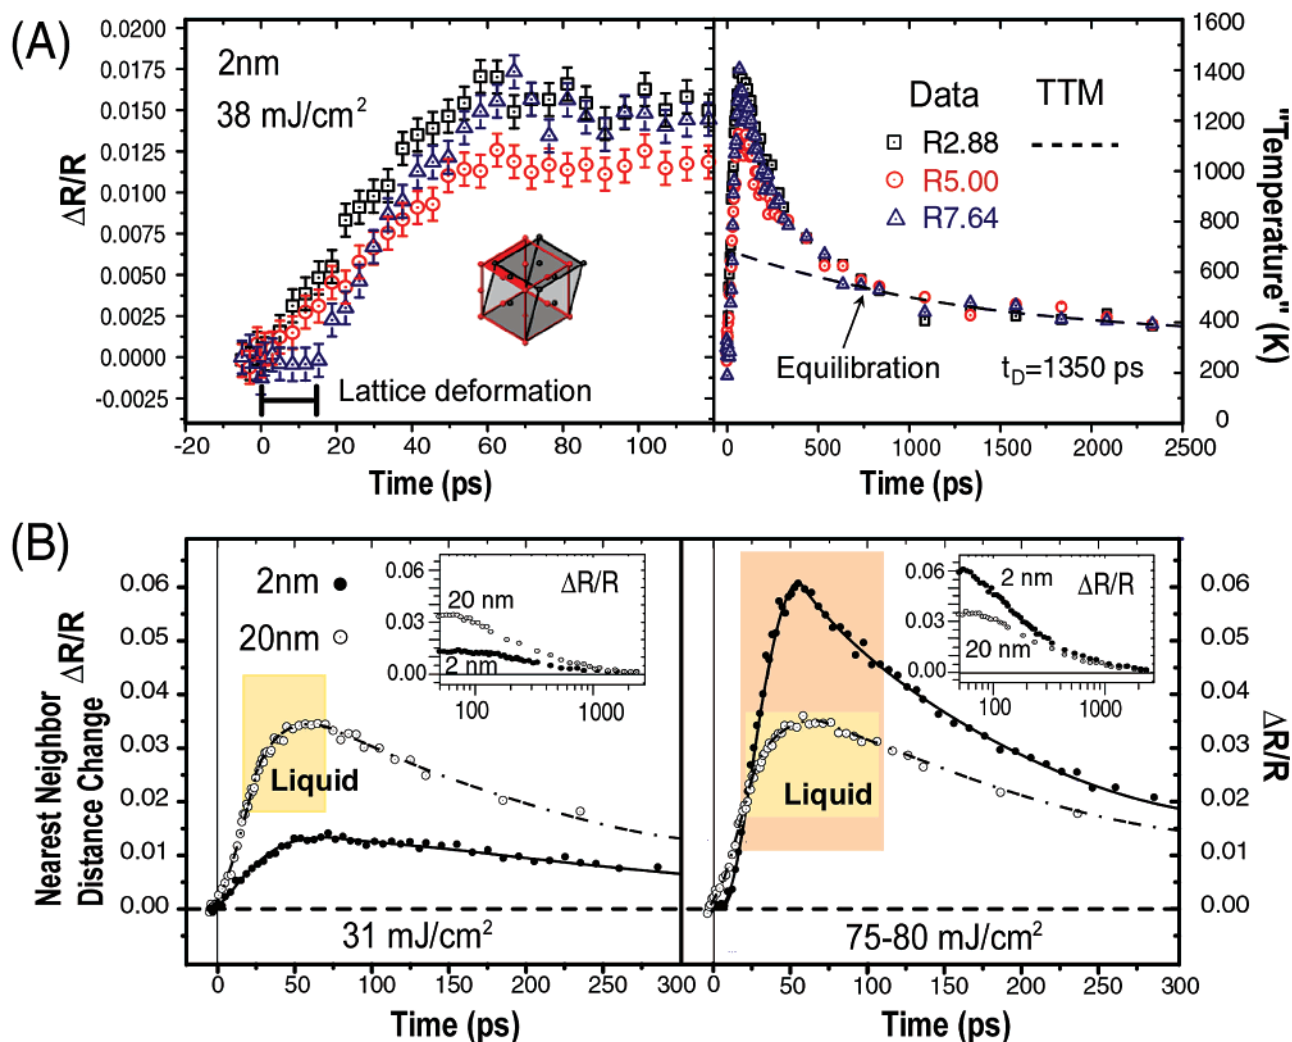 (A)
2nm
38 mJ/cm²
ΔR/R
0.0200
0.0175
0.0150
0.0125
0.0100
0.0075
0.0050
0.0025
0.0000
-0.0025
Lattice deformation
-20 0 20 40 60 80 100
Time (ps)
Data TTM
R2.88
R5.00
R7.64
Equilibration
t_D=1350 ps
1600
1400
1200
1000
800
600
400
200
0
"Temperature" (K)
0 500 1000 1500 2000 2500
Time (ps)
(B)
Nearest Neighbor
Distance Change ΔR/R
0.06
0.05
0.04
0.03
0.02
0.01
0.00
2nm
20nm
Liquid
31 mJ/cm²
0.06
0.03
0.00
20 nm
2 nm
ΔR/R
100 1000
0 50 100 150 200 250
Time (ps)
Liquid
75-80 mJ/cm²
0.06
0.03
0.00
2 nm
20 nm
ΔR/R
100 1000
0.06
0.05
0.04
0.03
0.02
0.01
0.00
ΔR/R
0 50 100 150 200 250 300
Time (ps)